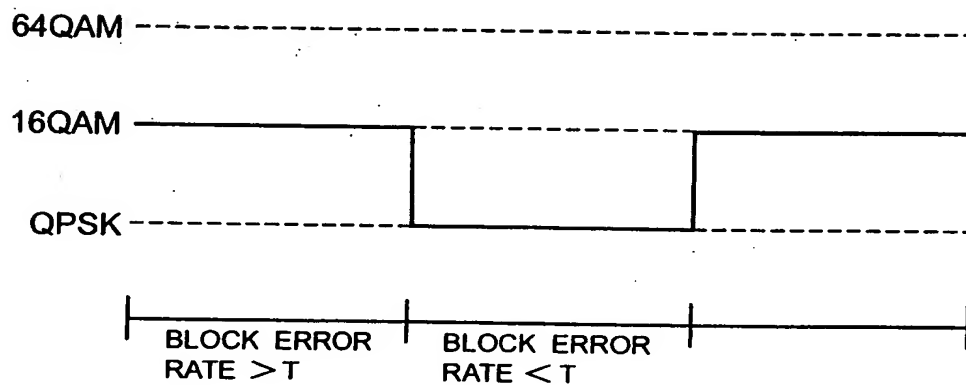 64QAM
16QAM
QPSK
BLOCK ERROR
RATE > T
BLOCK ERROR
RATE < T